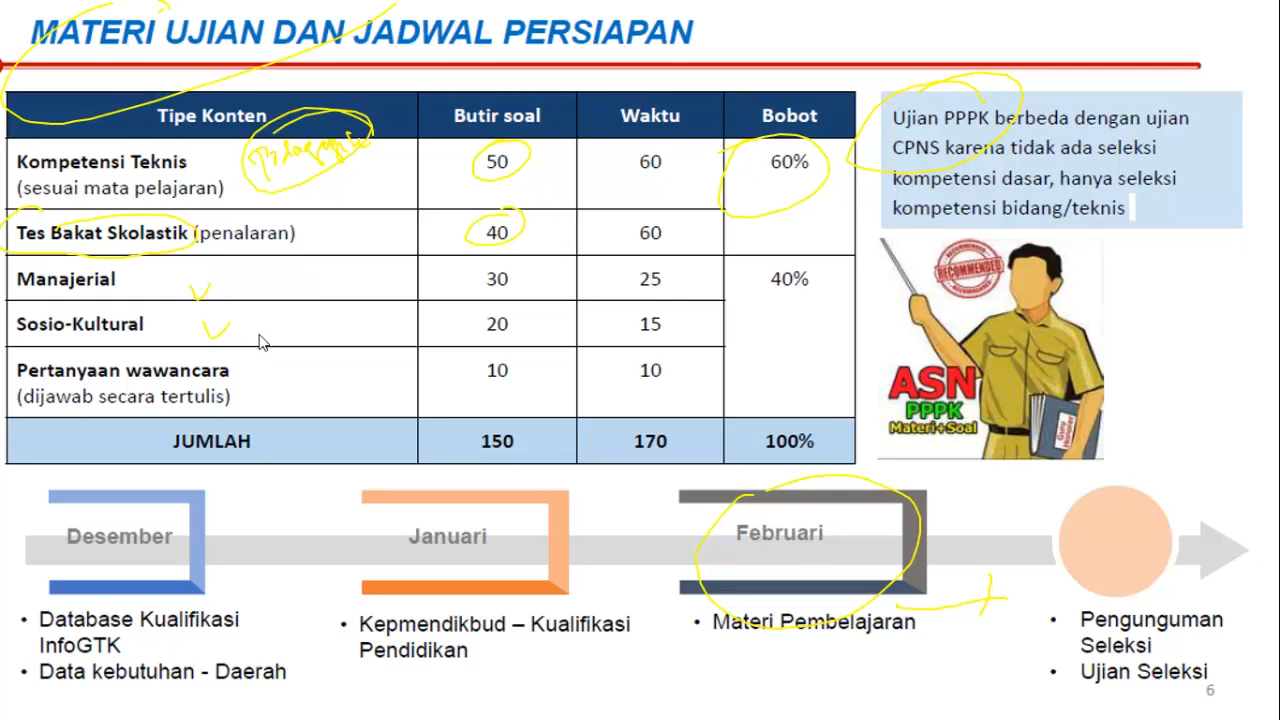 MATERI UJIAN DAN JADWAL PERSIAPAN
Tipe Konten Butir soal Waktu Bobot
Kompetensi Teknis 50 60 60%
(sesuai mata pelajaran)
Tes Bakat Skolastik (penalaran) 40 60
Manajerial 30 25 40%
Sosio-Kultural 20 15
Pertanyaan wawancara 10 10
(dijawab secara tertulis)
JUMLAH 150 170 100%
Ujian PPPK berbeda dengan ujian
CPNS karena tidak ada seleksi
kompetensi dasar, hanya seleksi
kompetensi bidang/teknis
RECOMMENDED
RECOMMENDED
RECOMMENDED
ASN
PPPK
Materi+Soal
Guru
Honorer
Desember
Januari
Februari
• Database Kualifikasi
InfoGTK
• Data kebutuhan - Daerah
• Kepmendikbud – Kualifikasi
Pendidikan
• Materi Pembelajaran
• Pengunguman
Seleksi
• Ujian Seleksi
6